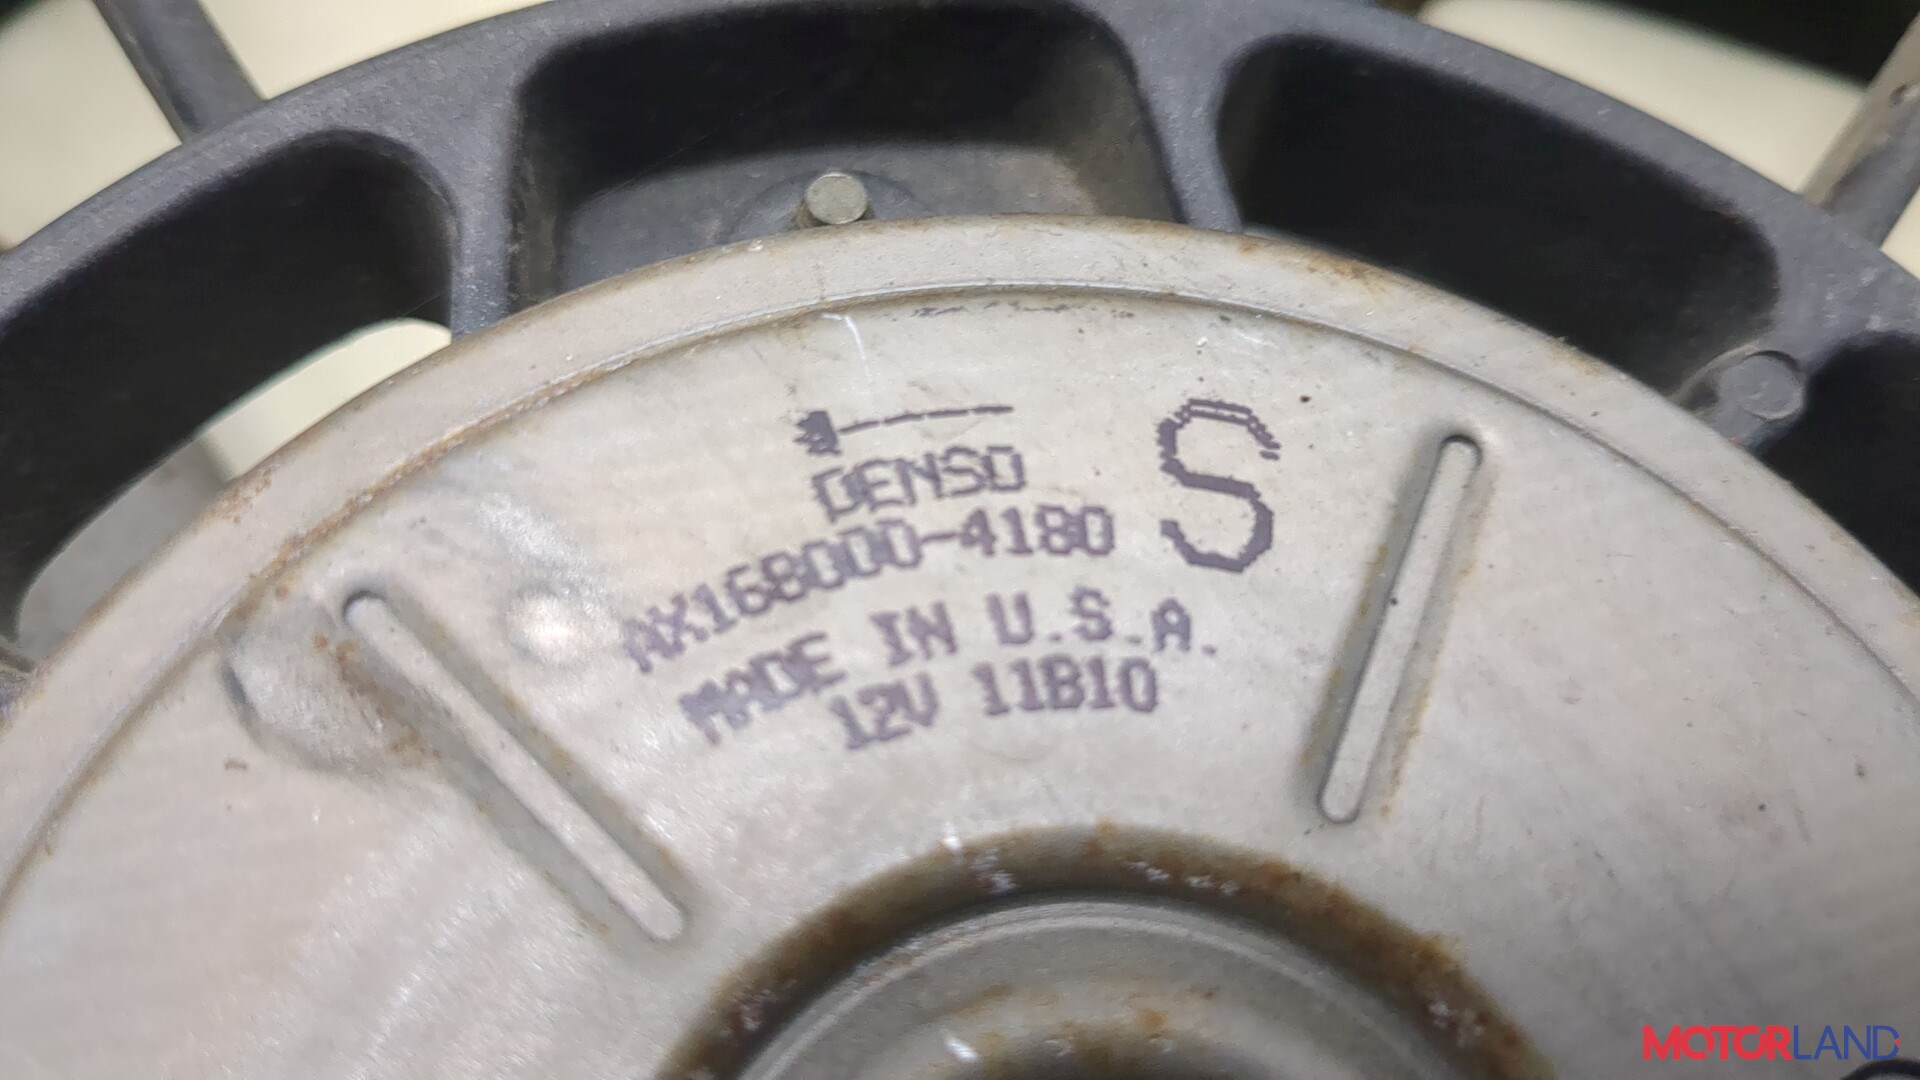 DENSO
S
AX168000-4180
MADE IN U.S.A.
12V 11B10
MOTORLAND